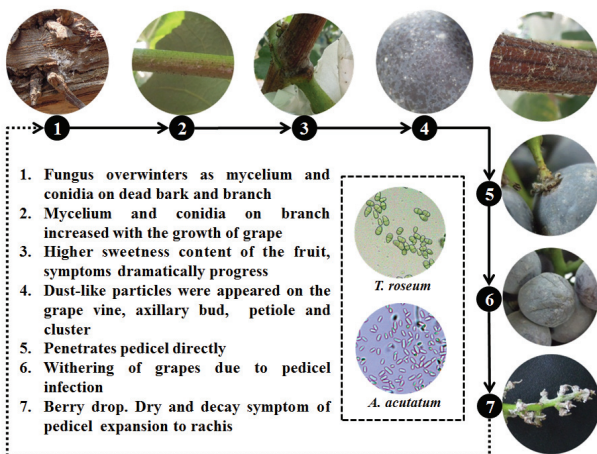 1 2 3 4
5
6
7
1. Fungus overwinters as mycelium and
conidia on dead bark and branch
2. Mycelium and conidia on branch
increased with the growth of grape
3. Higher sweetness content of the fruit,
symptoms dramatically progress
4. Dust-like particles were appeared on the
grape vine, axillary bud, petiole and
cluster
5. Penetrates pedicel directly
6. Withering of grapes due to pedicel
infection
7. Berry drop. Dry and decay symptom of
pedicel expansion to rachis
T. roseum
A. acutatum